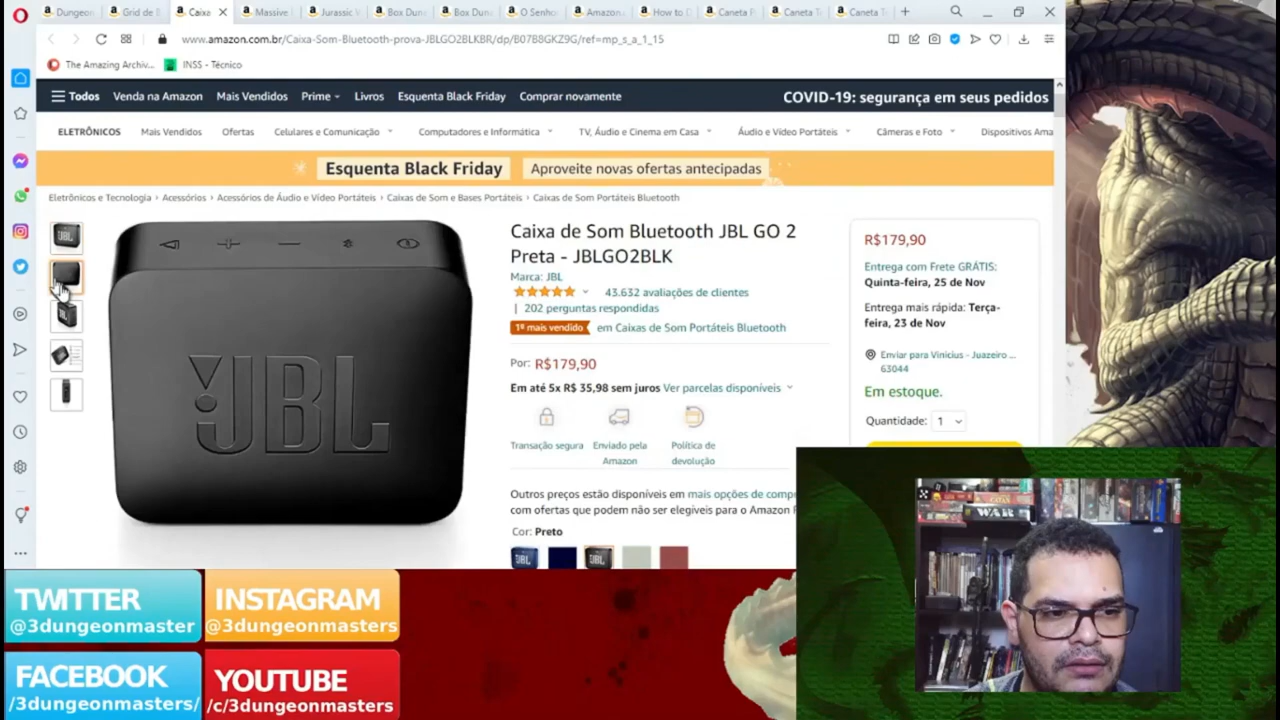 Dungeon
Grid de B
Caixa
Massive
Jurassic
Box Dun
Box Dun
O Senho
Amazon.
How to D
Caneta P
Caneta T
Caneta T
www.amazon.com.br/Caixa-Som-Bluetooth-prova-JBLGO2BLKBR/dp/B07B8GKZ9G/ref=mp_s_a_1_15
The Amazing Archiv...
INSS - Técnico
Todos
Venda na Amazon
Mais Vendidos
Prime
Livros
Esquenta Black Friday
Comprar novamente
COVID-19: segurança em seus pedidos
ELETRÔNICOS
Mais Vendidos
Ofertas
Celulares e Comunicação
Computadores e Informática
TV, Áudio e Cinema em Casa
Áudio e Vídeo Portáteis
Câmeras e Foto
Dispositivos Ama
Esquenta Black Friday
Aproveite novas ofertas antecipadas
Eletrônicos e Tecnologia › Acessórios › Acessórios de Áudio e Vídeo Portáteis › Caixas de Som e Bases Portáteis › Caixas de Som Portáteis Bluetooth
JBL
Caixa de Som Bluetooth JBL GO 2
Preta - JBLGO2BLK
Marca: JBL
43.632 avaliações de clientes
| 202 perguntas respondidas
1º mais vendido
em Caixas de Som Portáteis Bluetooth
Por: R$179,90
Em até 5x R$ 35,98 sem juros Ver parcelas disponíveis
Transação segura
Enviado pela
Amazon
Política de
devolução
Outros preços estão disponíveis em mais opções de comp
com ofertas que podem não ser elegíveis para o Amazon
Cor: Preto
JBL
JBL
R$179,90
Entrega com Frete GRÁTIS:
Quinta-feira, 25 de Nov
Entrega mais rápida: Terça-
feira, 23 de Nov
Enviar para Vinicius - Juazeiro ...
63044
Em estoque.
Quantidade: 1
WAR
TWITTER
@3dungeonmaster
INSTAGRAM
@3dungeonmasters
FACEBOOK
/3dungeonmasters/
YOUTUBE
/c/3dungeonmasters